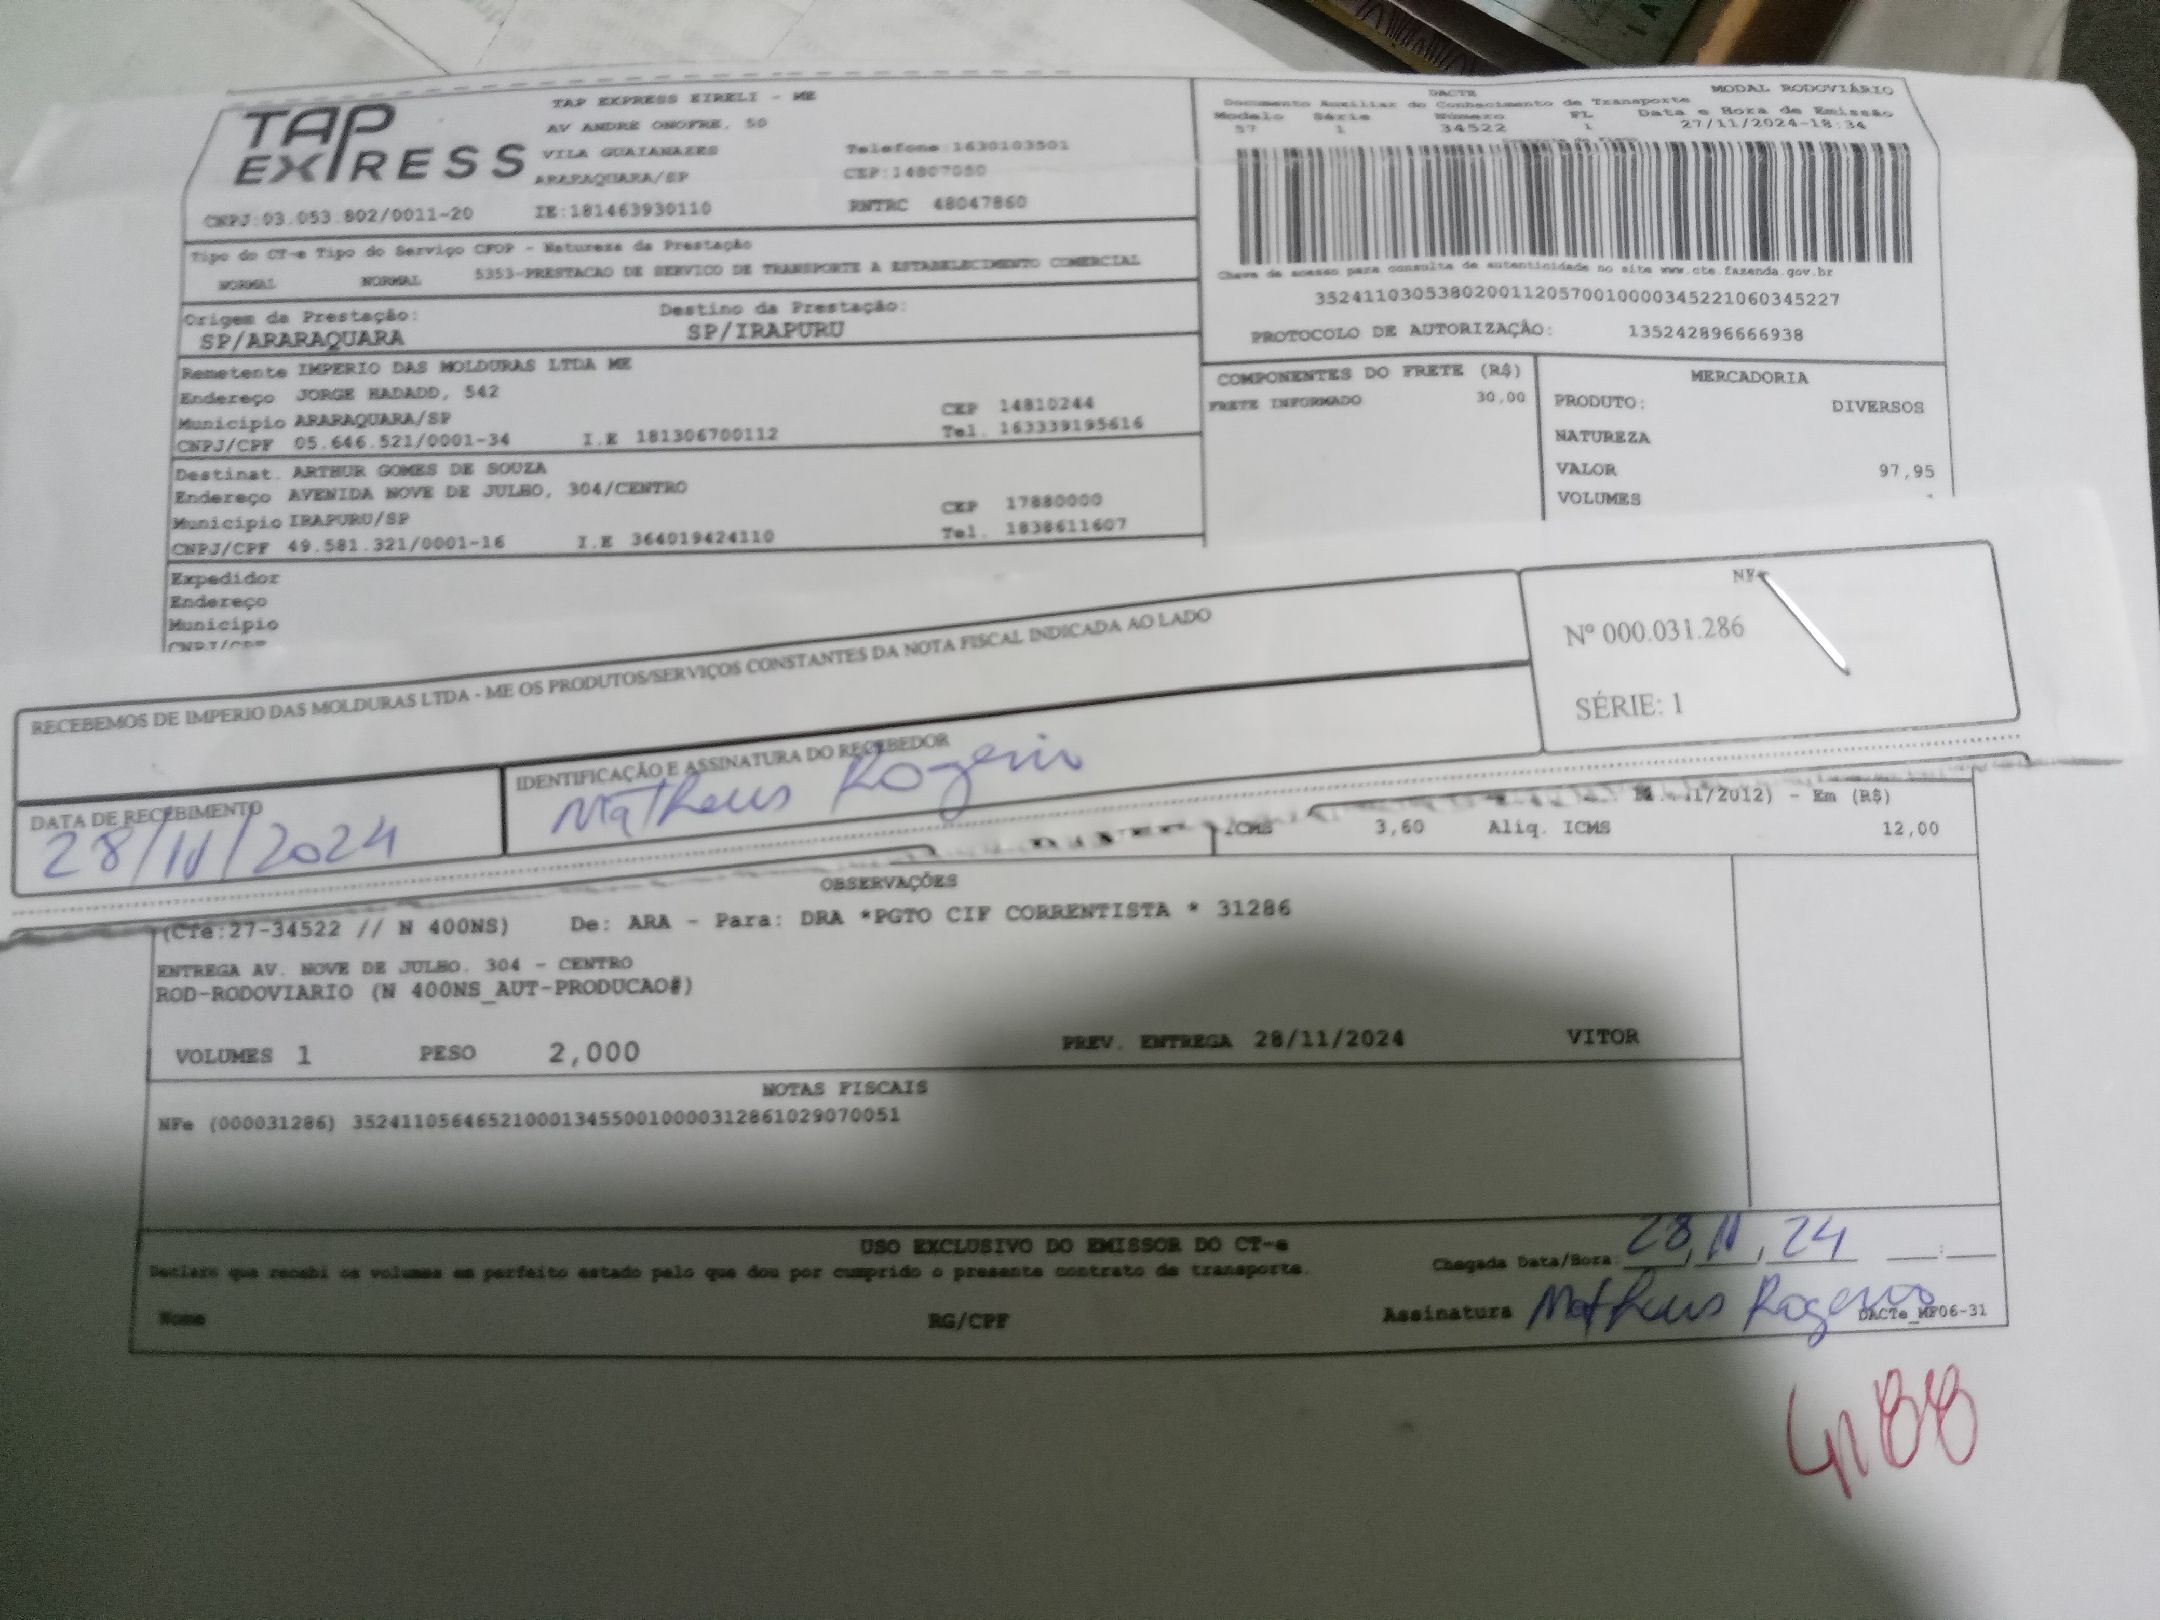 TAP EXPRESS
TAP EXPRESS EIRELI - ME
AV ANDRE ONOFRE, 50
VILA GUAIANAZES
Telefone:1630103501
ARARAQUARA/SP
CEP:14807050
CNPJ:03.053.802/0011-20 IE:181463930110 RNTRC 48047860
Tipo do CT-e Tipo do Serviço CFOP - Natureza da Prestação
NORMAL NORMAL 5353-PRESTACAO DE SERVICO DE TRANSPORTE A ESTABELECIMENTO COMERCIAL
Origem da Prestação: Destino da Prestação:
SP/ARARAQUARA SP/IRAPURU
DACTE MODAL RODOVIÁRIO
Documento Auxiliar do Conhecimento de Transporte
Modelo Série Número FL Data e Hora de Emissão
57 1 34522 1 27/11/2024-18:34
Chave de acesso para consulta de autenticidade no site www.cte.fazenda.gov.br
35241103053802001120570010000345221060345227
PROTOCOLO DE AUTORIZAÇÃO: 135242896666938
Remetente IMPERIO DAS MOLDURAS LTDA ME
Endereço JORGE HADADD, 542
Município ARARAQUARA/SP CEP 14810244
CNPJ/CPF 05.646.521/0001-34 I.E 181306700112 Tel. 163339195616
Destinat. ARTHUR GOMES DE SOUZA
Endereço AVENIDA NOVE DE JULHO, 304/CENTRO
Município IRAPURU/SP CEP 17880000
CNPJ/CPF 49.581.321/0001-16 I.E 364019424110 Tel. 1838611607
Expedidor
Endereço
Município
CNPJ/CPF
COMPONENTES DO FRETE (R$)
FRETE INFORMADO 30,00
MERCADORIA
PRODUTO: DIVERSOS
NATUREZA
VALOR 97,95
VOLUMES
RECEBEMOS DE IMPERIO DAS MOLDURAS LTDA - ME OS PRODUTOS/SERVIÇOS CONSTANTES DA NOTA FISCAL INDICADA AO LADO
Nº 000.031.286
SÉRIE: 1
DATA DE RECEBIMENTO
28/11/2024
IDENTIFICAÇÃO E ASSINATURA DO RECEBEDOR
Matheus Rogerio
/2012) - Em (R$)
ICMS 3,60 Aliq. ICMS 12,00
OBSERVAÇÕES
(Cte:27-34522 // N 400NS) De: ARA - Para: DRA *PGTO CIF CORRENTISTA * 31286
ENTREGA AV. NOVE DE JULHO. 304 - CENTRO
ROD-RODOVIARIO (N 400NS_AUT-PRODUCAO#)
VOLUMES 1 PESO 2,000 PREV. ENTREGA 28/11/2024 VITOR
NOTAS FISCAIS
NFe (000031286) 35241105646521000134550010000312861029070051
USO EXCLUSIVO DO EMISSOR DO CT-e
Declaro que recebi os volumes em perfeito estado pelo que dou por cumprido o presente contrato de transporte.
Chegada Data/Hora: 28/11/24 :
Nome RG/CPF Assinatura Matheus Rogerio
DACTe_MF06-31